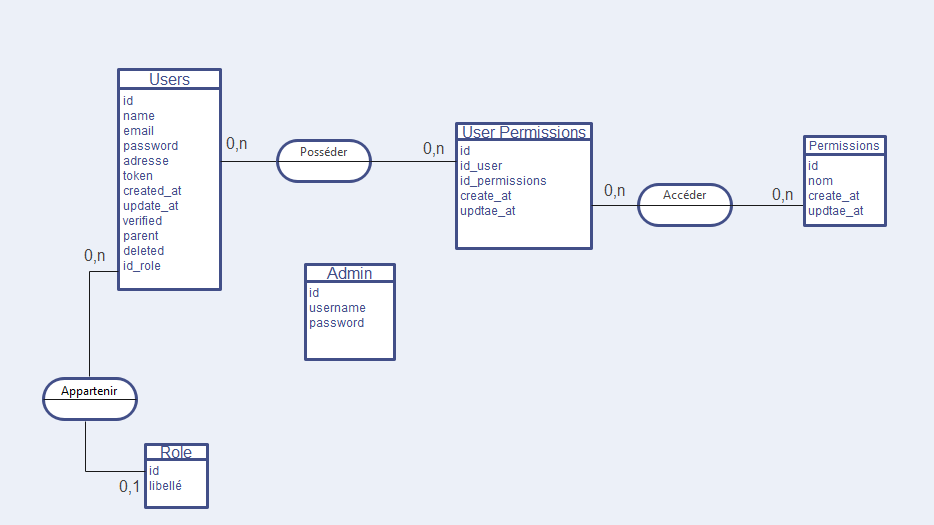 Users
id
name
email
password
adresse
token
created_at
update_at
verified
parent
deleted
id_role
0,n
Posséder
0,n
User Permissions
id
id_user
id_permissions
create_at
updtae_at
0,n
Accéder
0,n
Permissions
id
nom
create_at
updtae_at
0,n
Admin
id
username
password
Appartenir
Role
id
libellé
0,1